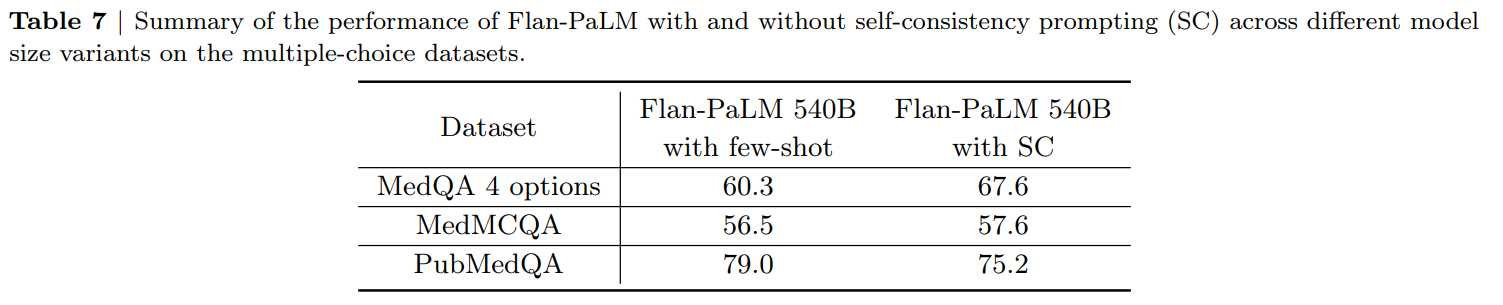 Table 7 | Summary of the performance of Flan-PaLM with and without self-consistency prompting (SC) across different model
size variants on the multiple-choice datasets.
Dataset
Flan-PaLM 540B with few-shot
Flan-PaLM 540B with SC
MedQA 4 options 60.3 67.6
MedMCQA 56.5 57.6
PubMedQA 79.0 75.2